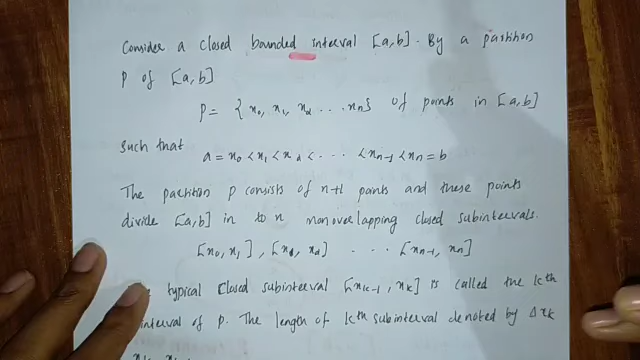 Consider a closed bounded interval [a,b]. By a partition
P of [a,b]
P = { x₀, x₁, x₂ ... xₙ} of points in [a,b]
such that
a = x₀ < x₁ < x₂ < .... < xₙ₋₁ < xₙ = b
The partition P consists of n+1 points and these points
divide [a,b] in to n nonoverlapping closed subintervals.
[x₀, x₁], [x₁, x₂] ... [xₙ₋₁, xₙ]
typical closed subinterval [xₖ₋₁, xₖ] is called the kth
interval of P. The length of kth subinterval denoted by Δxₖ